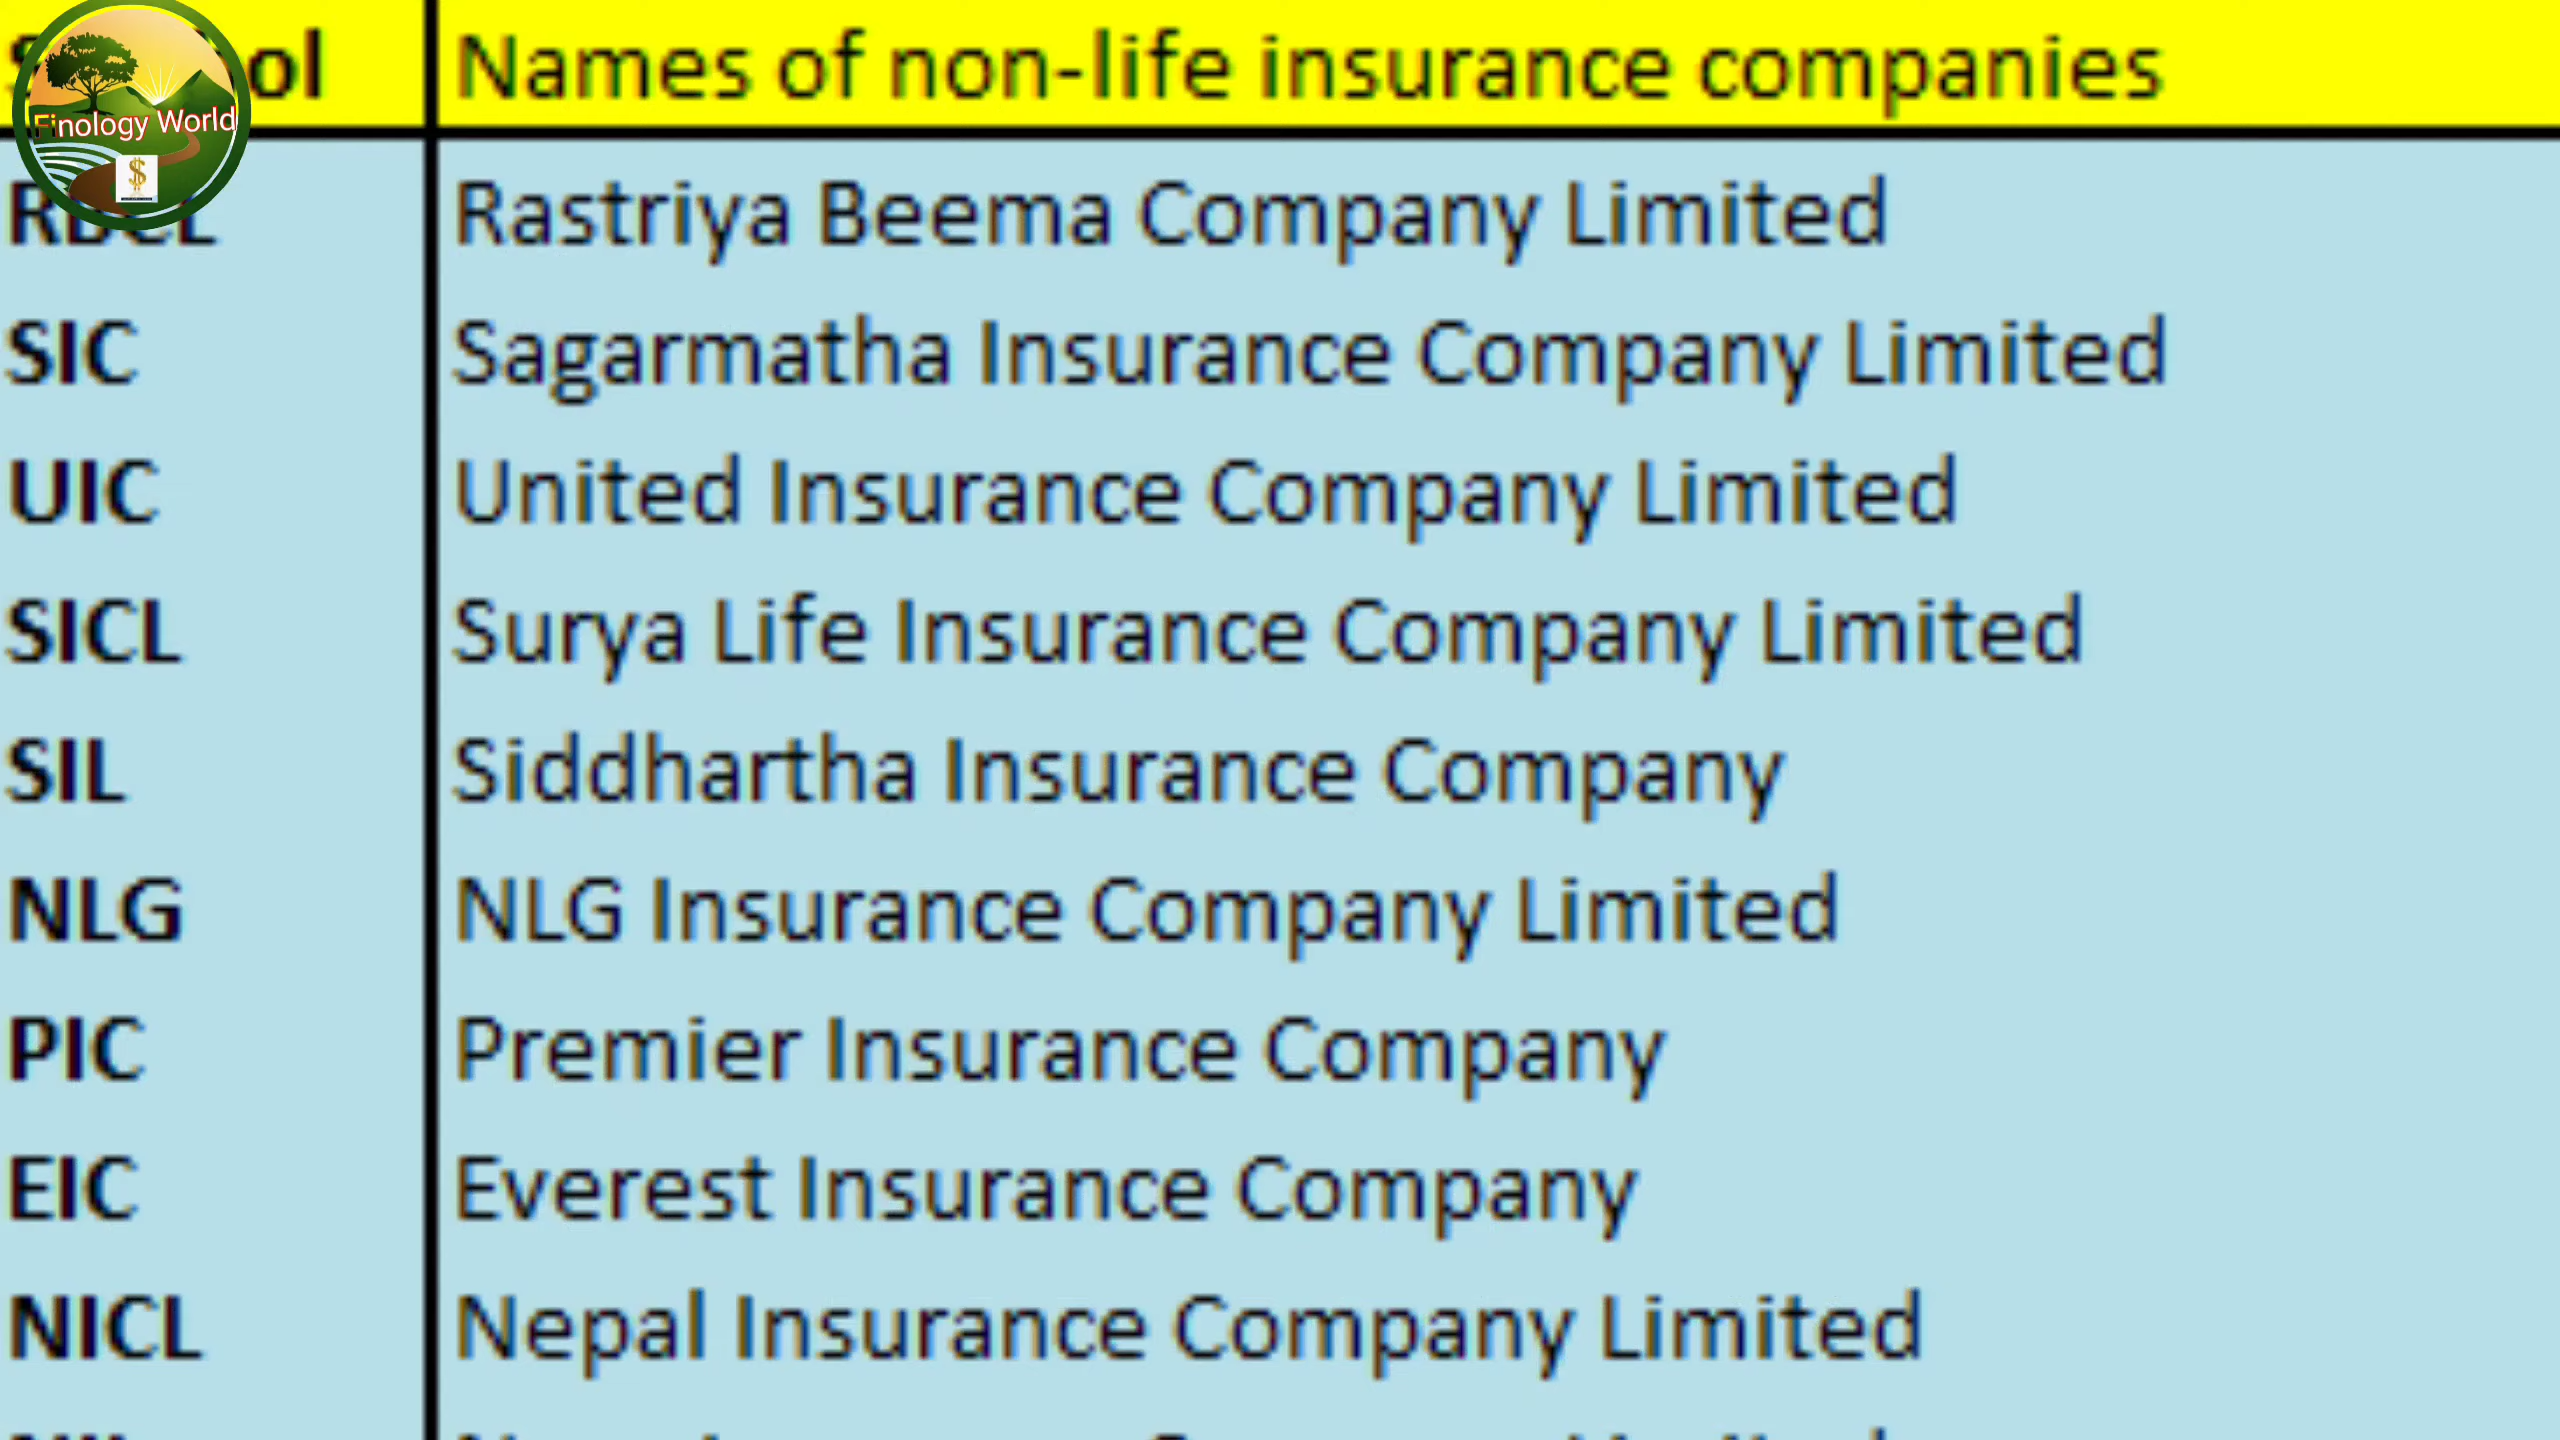 Names of non-life insurance companies
Finology World
$
RBCL Rastriya Beema Company Limited
SIC Sagarmatha Insurance Company Limited
UIC United Insurance Company Limited
SICL Surya Life Insurance Company Limited
SIL Siddhartha Insurance Company
NLG NLG Insurance Company Limited
PIC Premier Insurance Company
EIC Everest Insurance Company
NICL Nepal Insurance Company Limited